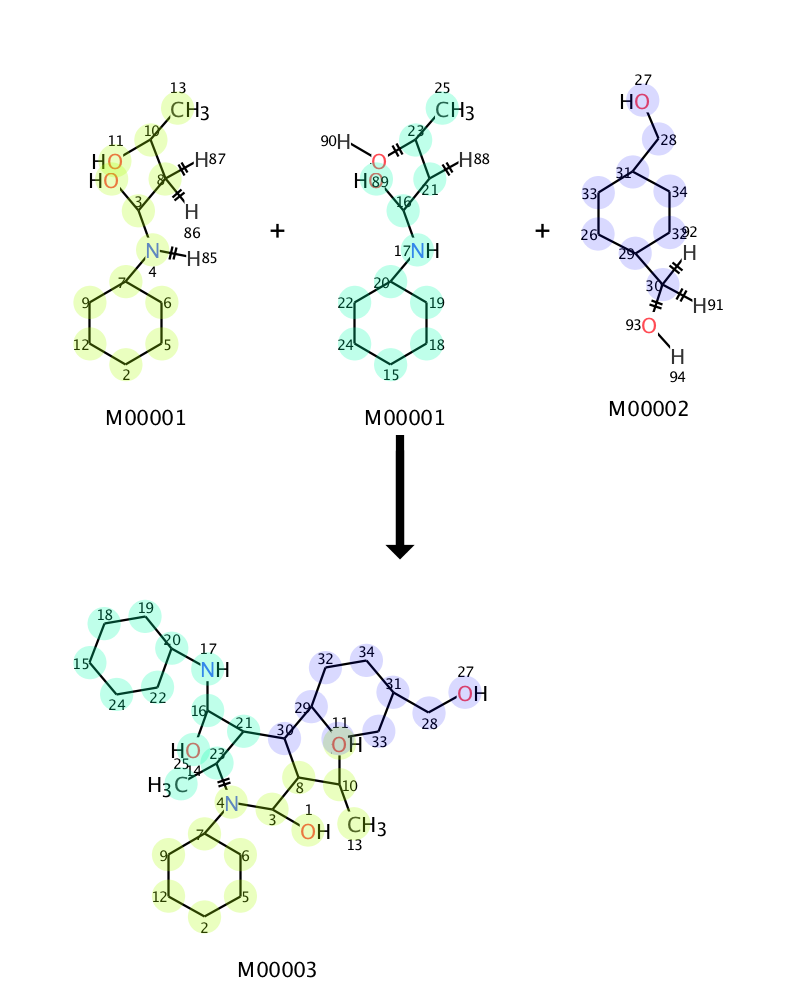 13 25 27
CH3 CH3 HO
11 10 90H 23 28
HO O 31
HO 8 H87 H89 21 H88 33 34
3 H 16 26 32 92
86 29 H
N H85 17 NH 30 H91
4 93 O
7 20 H
9 6 22 19 94
12 5 24 18
2 15
+ +
M00001 M00001 M00002
19
18 20 17 32 34
15 NH 31 27
24 22 29 OH
16 21 30 11 33 28
HO 23 OH
25 14 8 10
H3C
4 N 3 1 CH3
7 OH 13
9 6
12 5
2
M00003